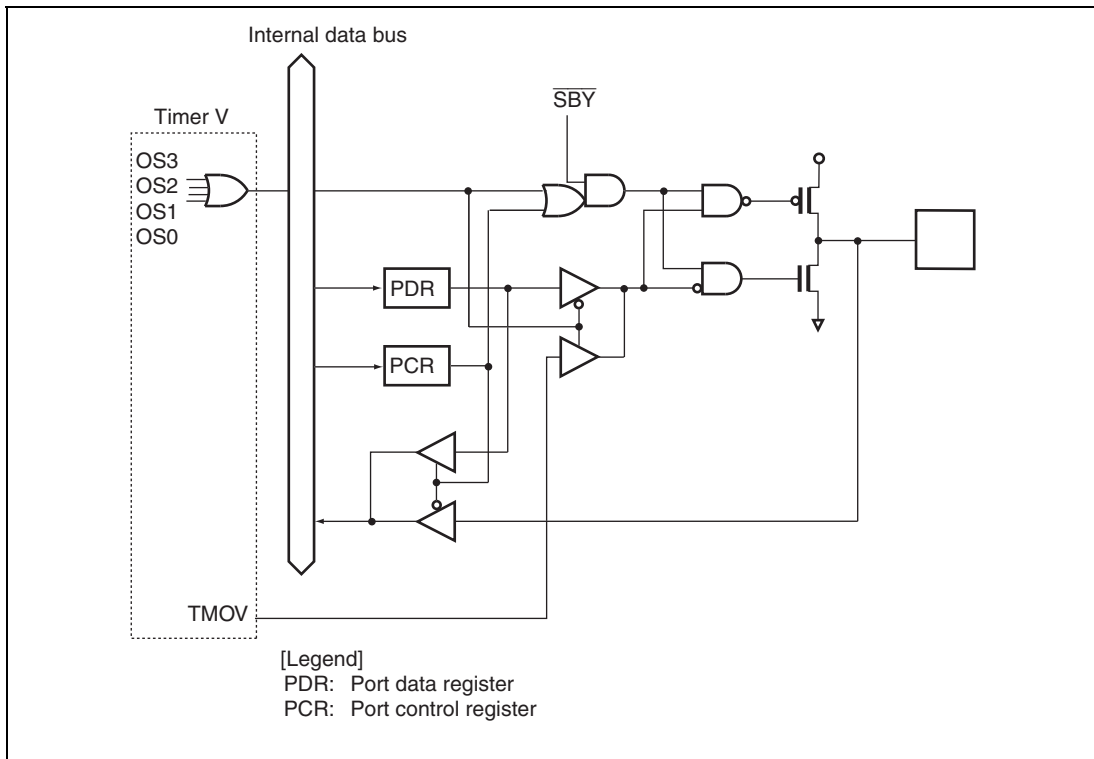 Internal data bus
SBY
Timer V
OS3
OS2
OS1
OS0
PDR
PCR
TMOV
[Legend]
PDR: Port data register
PCR: Port control register